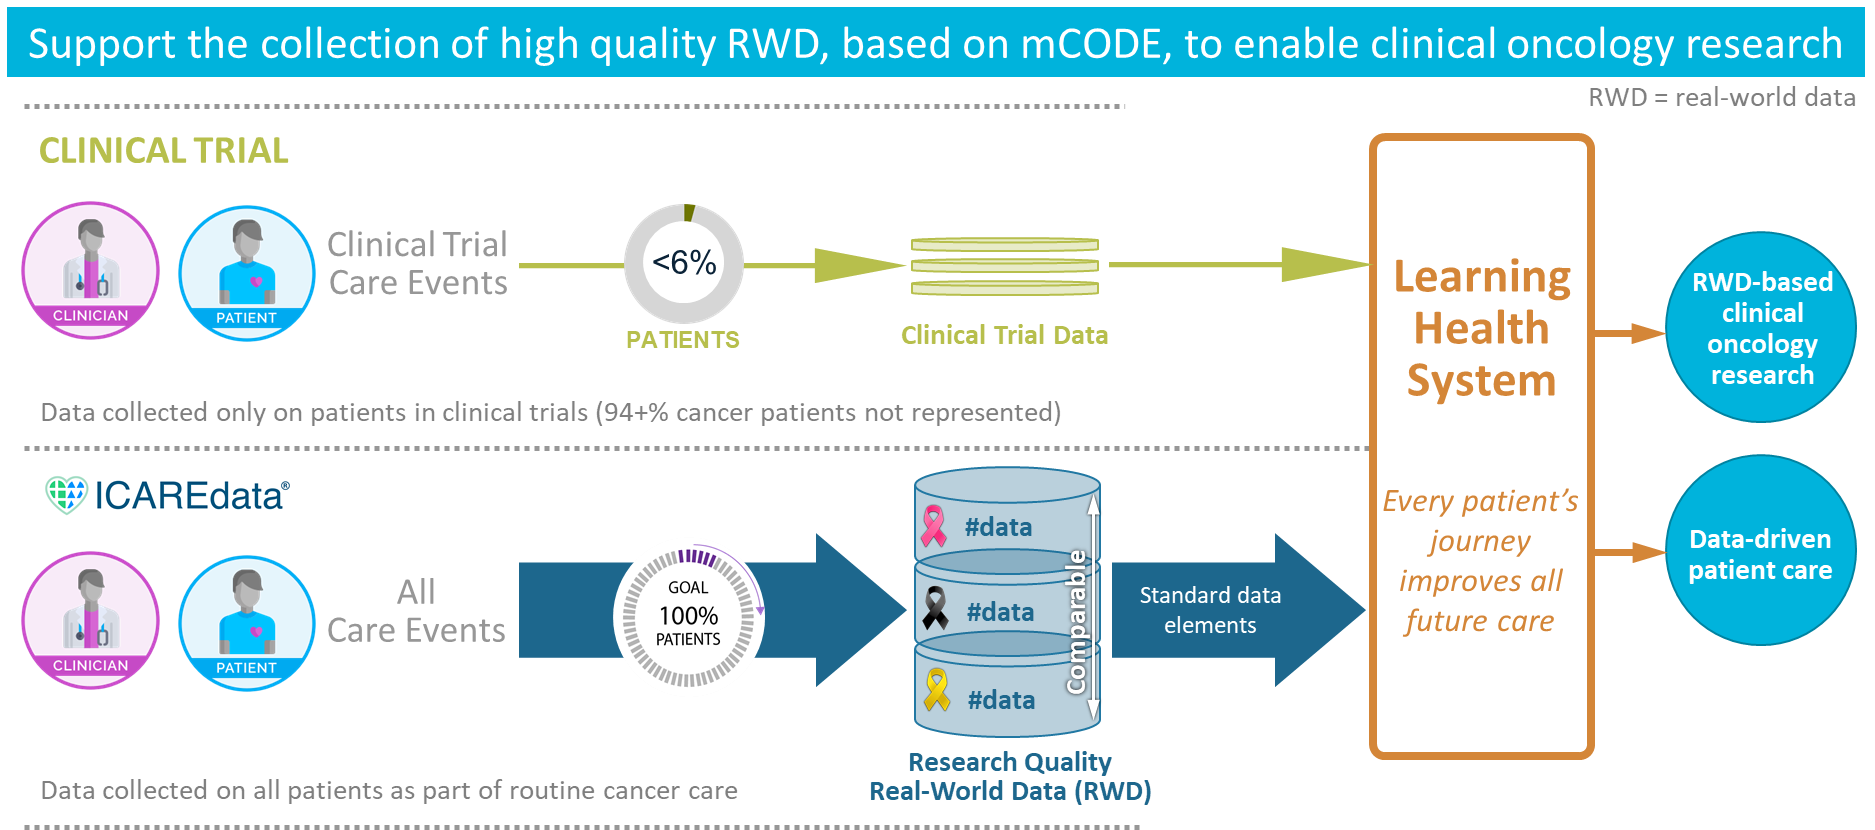 Support the collection of high quality RWD, based on mCODE, to enable clinical oncology research
RWD = real-world data
CLINICAL TRIAL
CLINICIAN
PATIENT
Clinical Trial
Care Events
<6%
PATIENTS
Clinical Trial Data
Data collected only on patients in clinical trials (94+% cancer patients not represented)
ICAREdata®
CLINICIAN
PATIENT
All
Care Events
GOAL
100%
PATIENTS
#data
#data
#data
Comparable
Research Quality
Real-World Data (RWD)
Standard data
elements
Data collected on all patients as part of routine cancer care
Learning
Health
System
Every patient’s
journey
improves all
future care
RWD-based
clinical
oncology
research
Data-driven
patient care